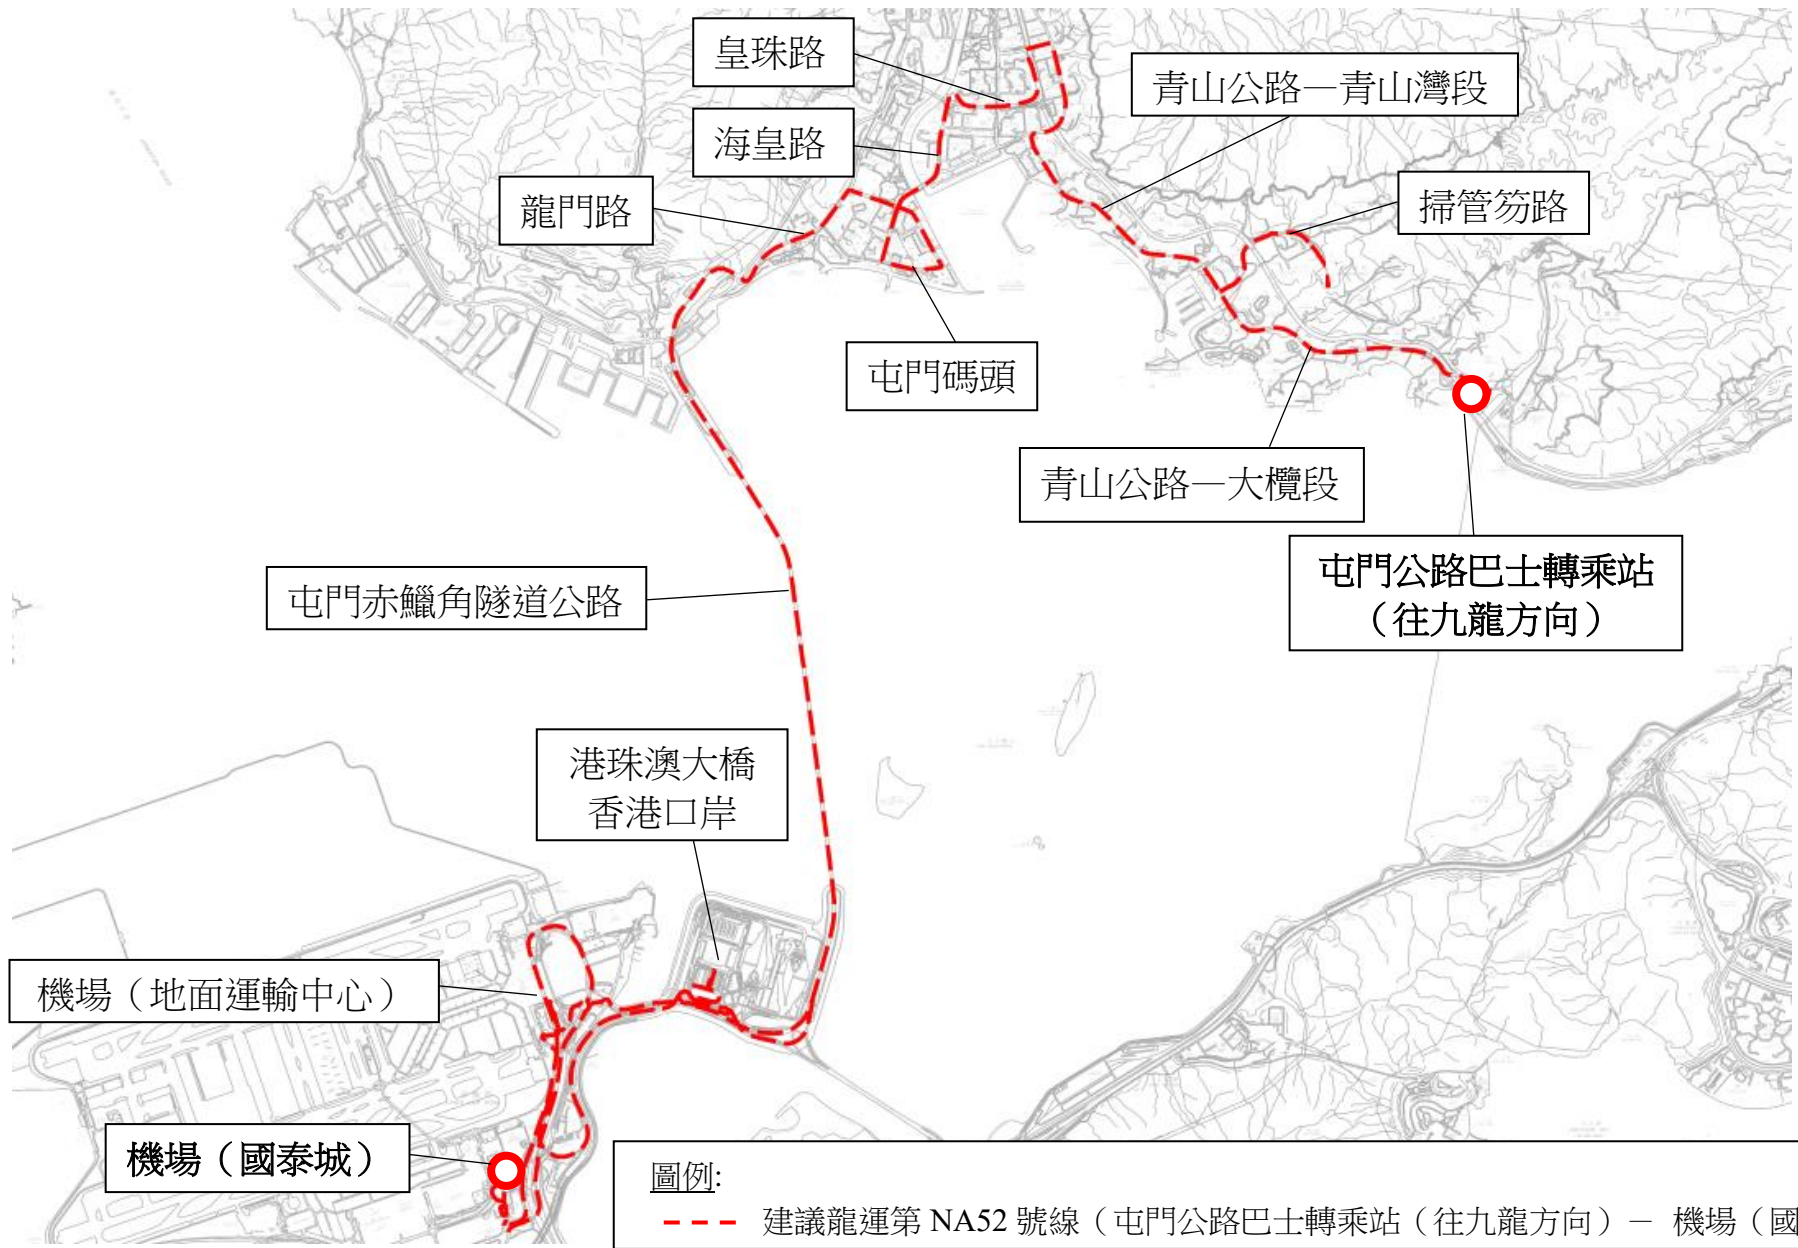 皇珠路
青山公路—青山灣段
海皇路
掃管笏路
龍門路
屯門碼頭
青山公路—大欖段
屯門公路巴士轉乘站
（往九龍方向）
屯門赤鱲角隧道公路
港珠澳大橋
香港口岸
機場（地面運輸中心）
機場（國泰城）
圖例:
建議龍運第 NA52 號線（屯門公路巴士轉乘站（往九龍方向）－ 機場（國